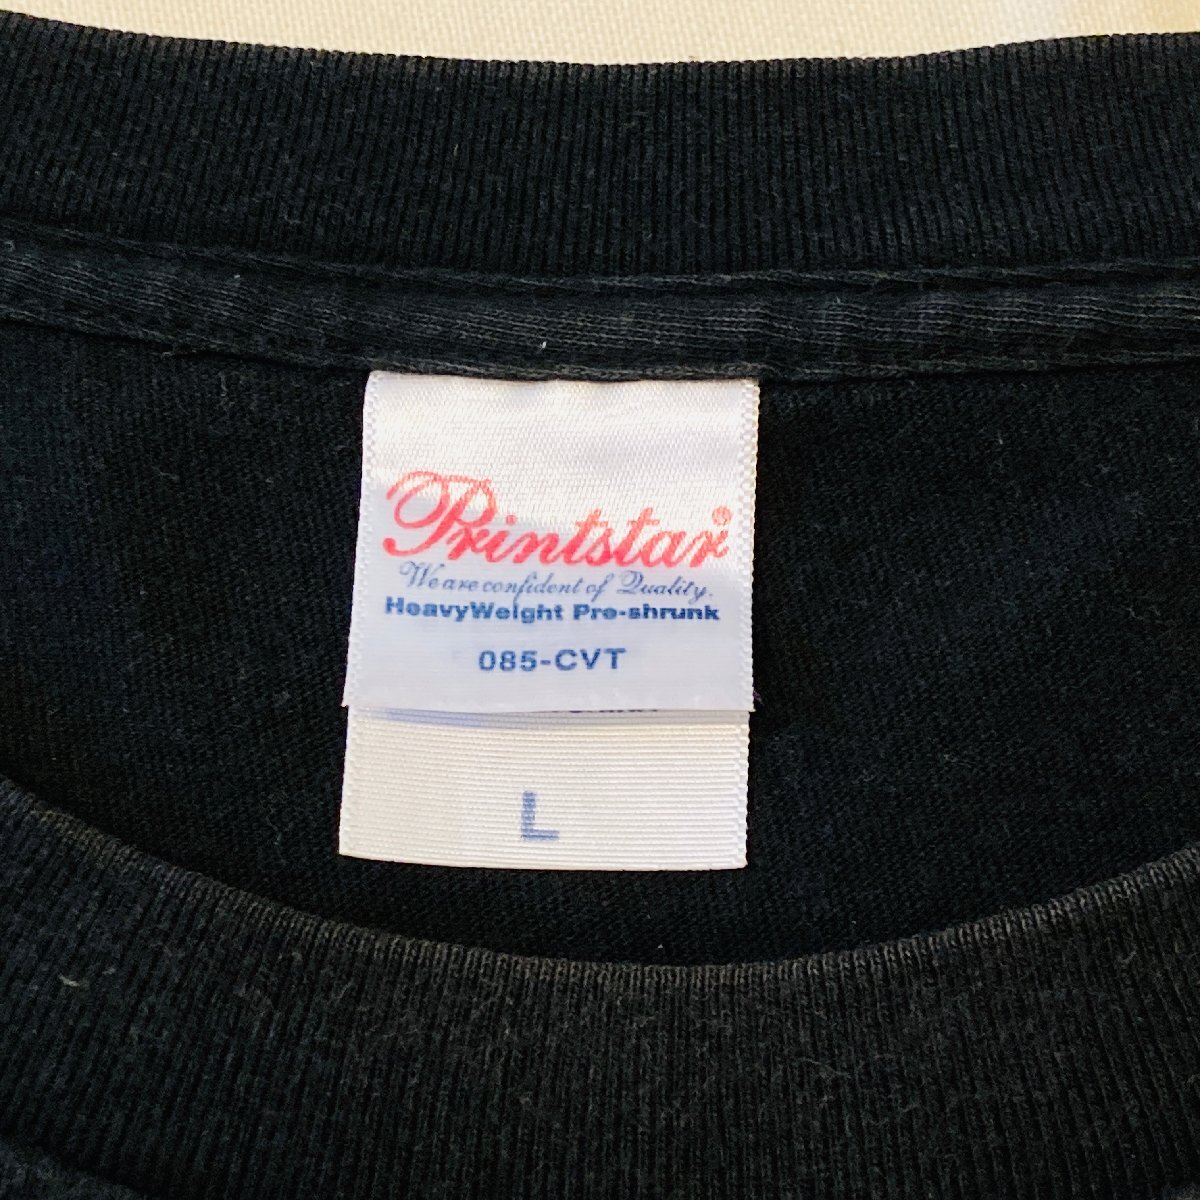 Printstar®
We are confident of Quality.
HeavyWeight Pre-shrunk
085-CVT
L